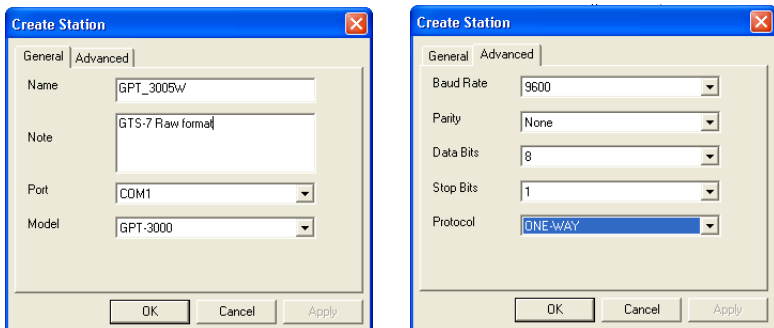 Create Station
General Advanced
Name GPT_3005W
Note GTS-7 Raw format
Port COM1
Model GPT-3000
OK Cancel Apply
Create Station
General Advanced
Baud Rate 9600
Parity None
Data Bits 8
Stop Bits 1
Protocol ONE-WAY
OK Cancel Apply